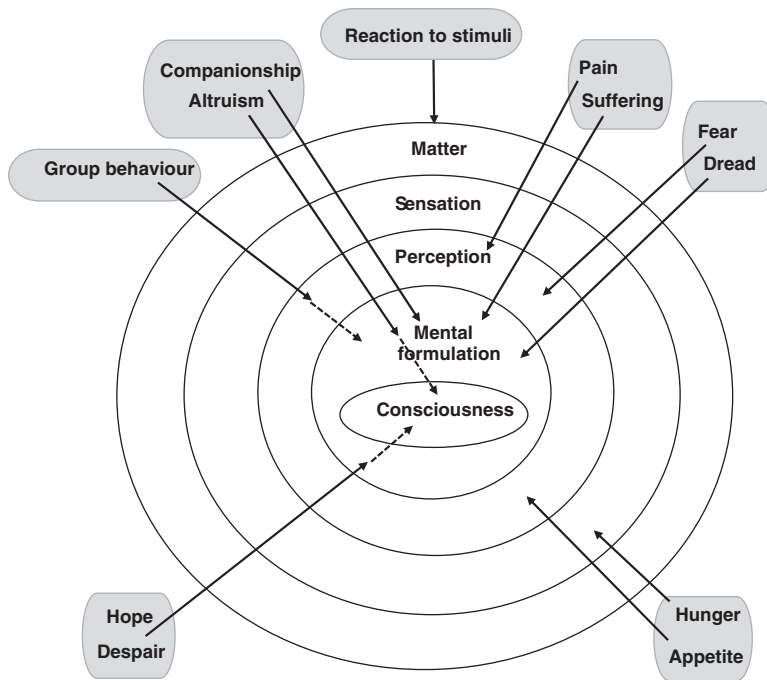 Reaction to stimuli
Companionship
Altruism
Pain
Suffering
Fear
Dread
Group behaviour
Matter
Sensation
Perception
Mental
formulation
Consciousness
Hope
Despair
Hunger
Appetite